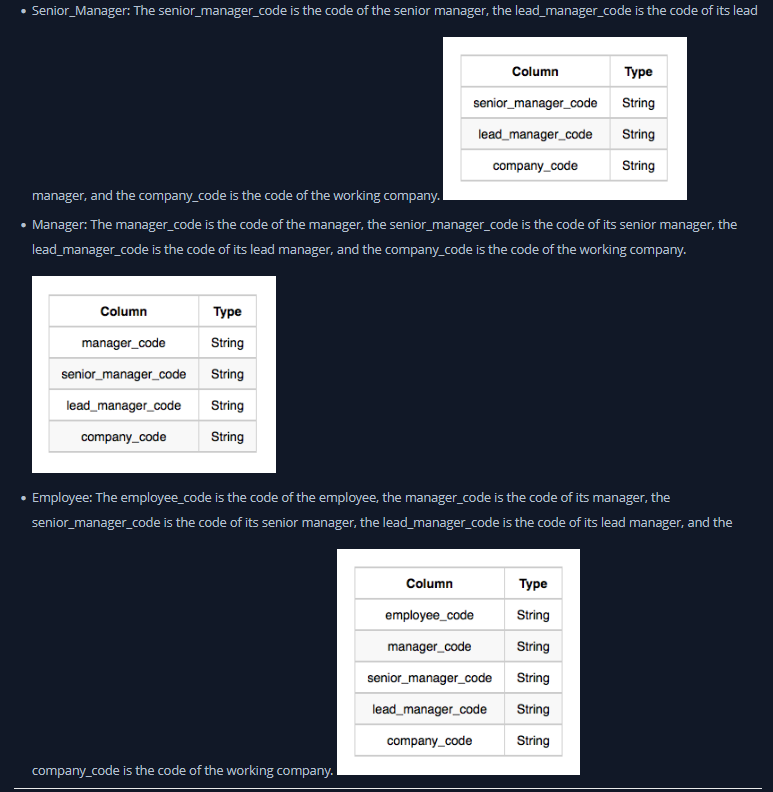 • Senior_Manager: The senior_manager_code is the code of the senior manager, the lead_manager_code is the code of its lead
Column Type
senior_manager_code String
lead_manager_code String
company_code String
manager, and the company_code is the code of the working company.
• Manager: The manager_code is the code of the manager, the senior_manager_code is the code of its senior manager, the
lead_manager_code is the code of its lead manager, and the company_code is the code of the working company.
Column Type
manager_code String
senior_manager_code String
lead_manager_code String
company_code String
• Employee: The employee_code is the code of the employee, the manager_code is the code of its manager, the
senior_manager_code is the code of its senior manager, the lead_manager_code is the code of its lead manager, and the
Column Type
employee_code String
manager_code String
senior_manager_code String
lead_manager_code String
company_code String
company_code is the code of the working company.